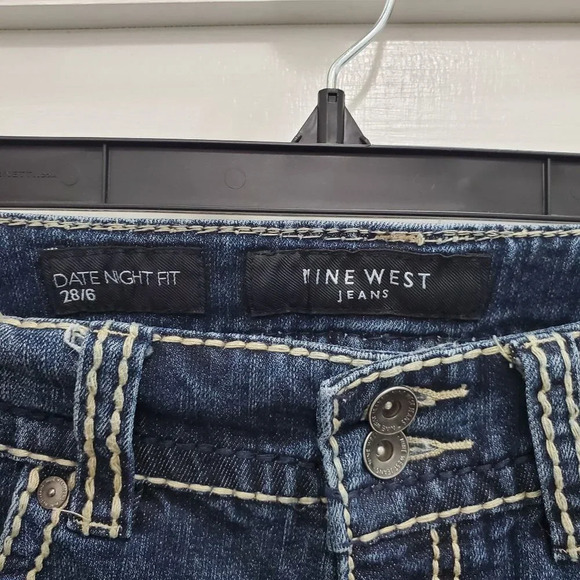 DATE NIGHT FIT
28/6
NINE WEST
JEANS